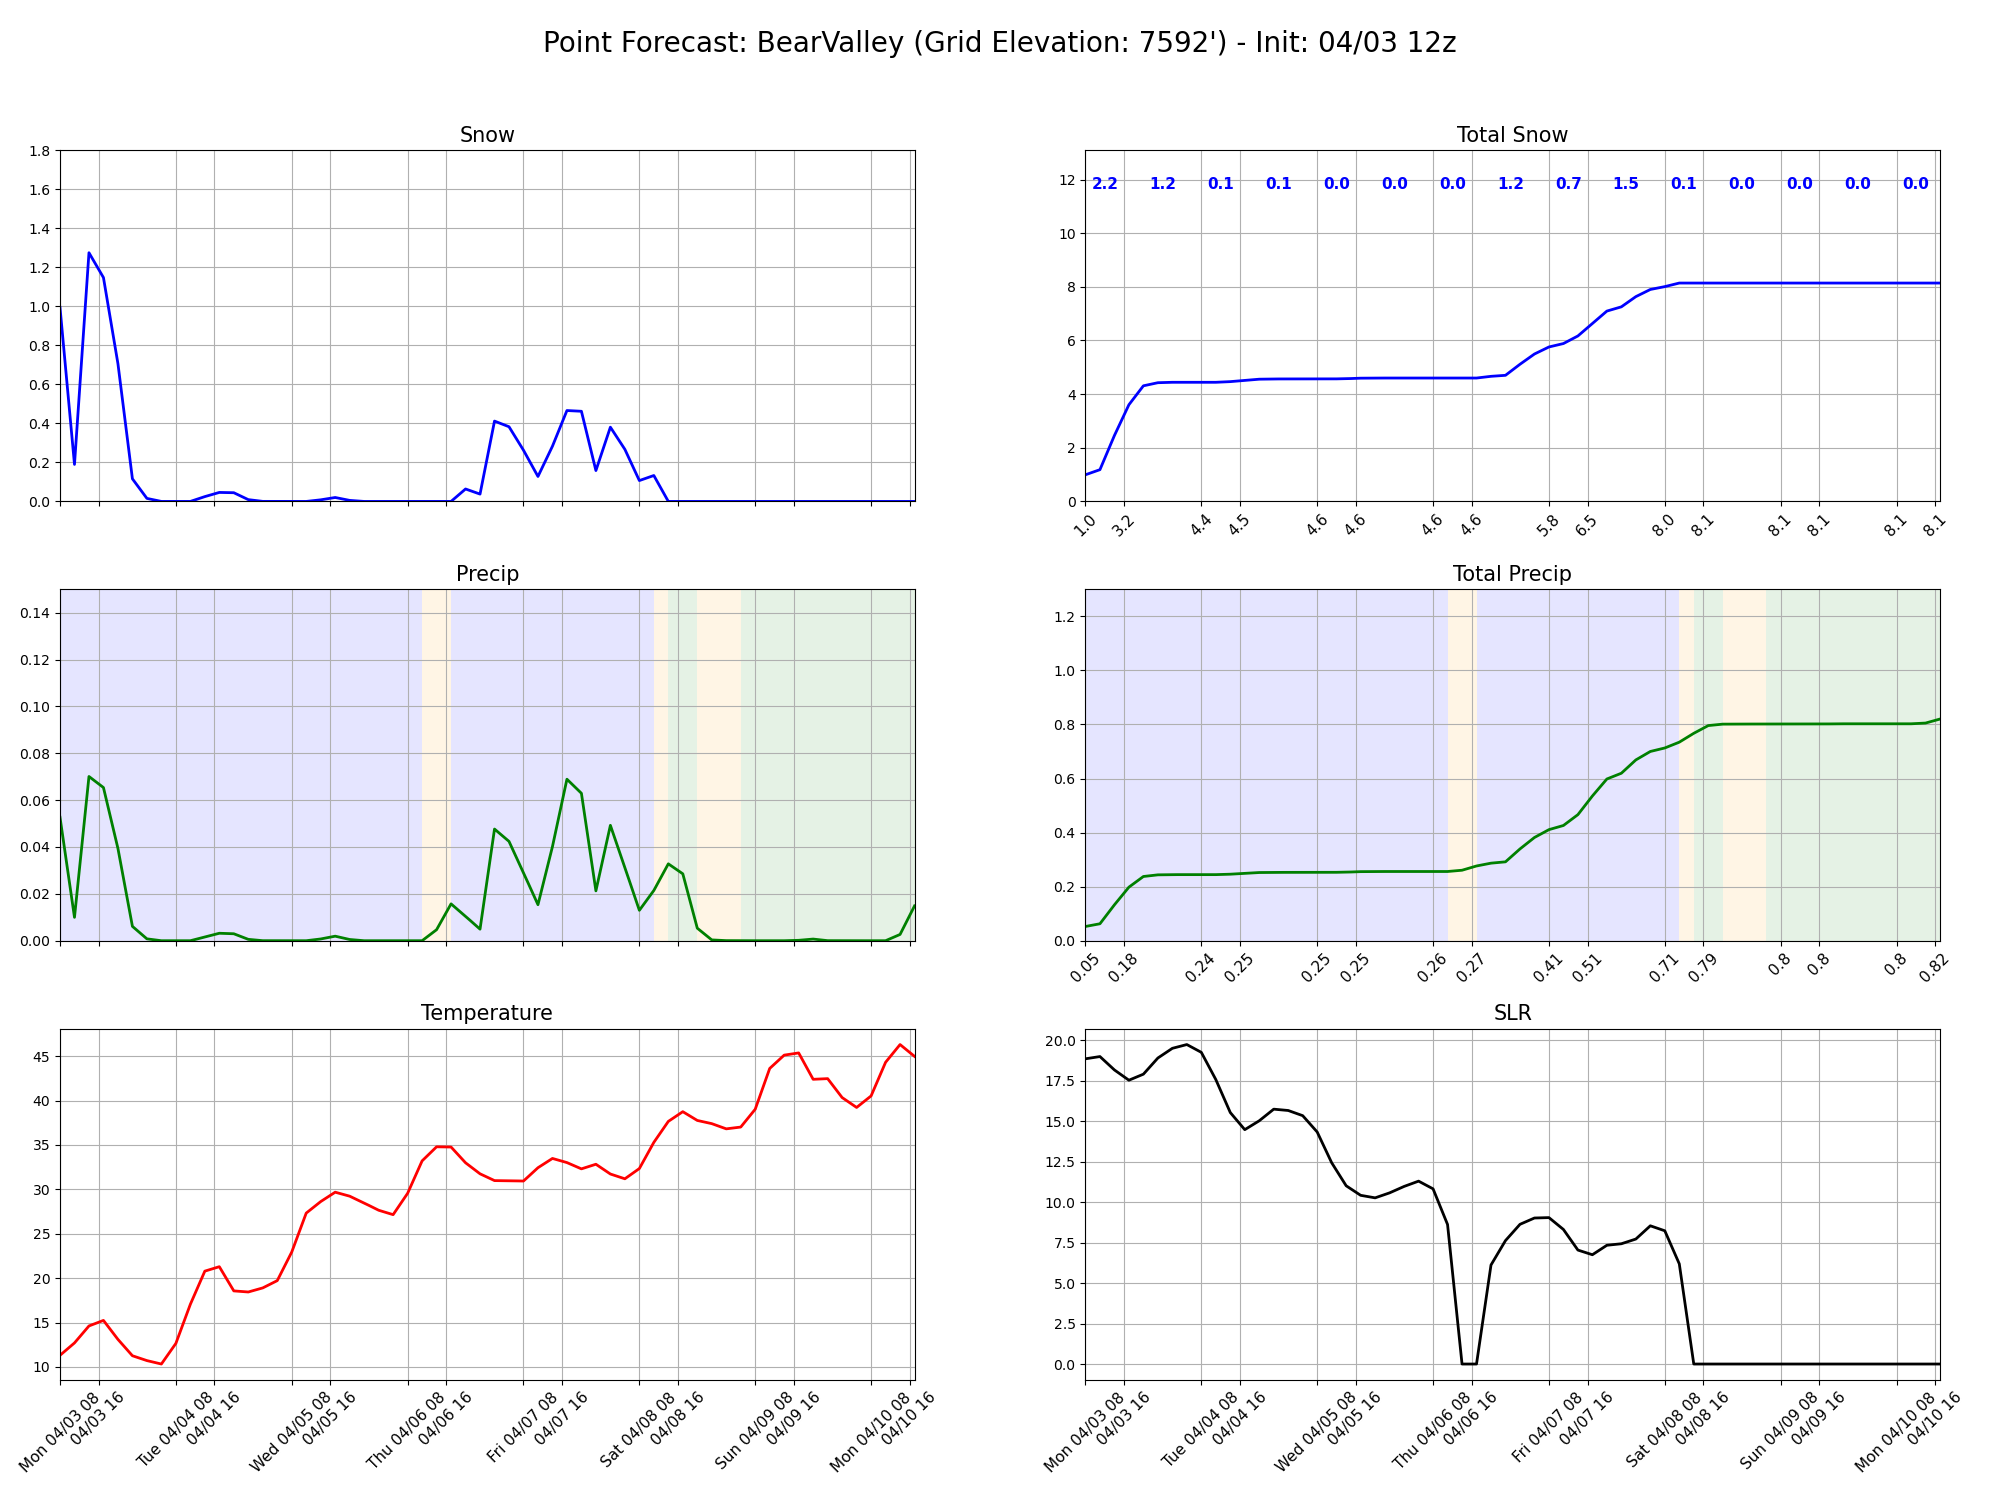 Point Forecast: BearValley (Grid Elevation: 7592') - Init: 04/03 12z
Snow
1.8
1.6
1.4
1.2
1.0
0.8
0.6
0.4
0.2
0.0
Total Snow
2.2 1.2 0.1 0.1 0.0 0.0 0.0 1.2 0.7 1.5 0.1 0.0 0.0 0.0 0.0
12
10
8
6
4
2
0
1.0 3.2 4.4 4.5 4.6 4.6 4.6 4.6 5.8 6.5 8.0 8.1 8.1 8.1 8.1 8.1
Precip
0.14
0.12
0.10
0.08
0.06
0.04
0.02
0.00
Total Precip
1.2
1.0
0.8
0.6
0.4
0.2
0.0
0.05 0.18 0.24 0.25 0.25 0.25 0.26 0.27 0.41 0.51 0.71 0.79 0.8 0.8 0.8 0.82
Temperature
45
40
35
30
25
20
15
10
Mon 04/03 08
04/03 16
Tue 04/04 08
04/04 16
Wed 04/05 08
04/05 16
Thu 04/06 08
04/06 16
Fri 04/07 08
04/07 16
Sat 04/08 08
04/08 16
Sun 04/09 08
04/09 16
Mon 04/10 08
04/10 16
SLR
20.0
17.5
15.0
12.5
10.0
7.5
5.0
2.5
0.0
Mon 04/03 08
04/03 16
Tue 04/04 08
04/04 16
Wed 04/05 08
04/05 16
Thu 04/06 08
04/06 16
Fri 04/07 08
04/07 16
Sat 04/08 08
04/08 16
Sun 04/09 08
04/09 16
Mon 04/10 08
04/10 16